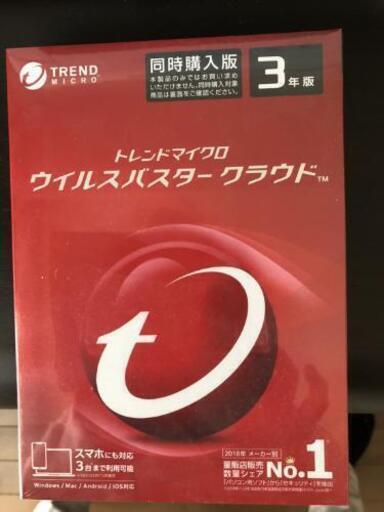 TREND
MICRO
同時購入版
本製品のみではお買い求め
いただけません。同時購入対象
商品は裏面をご確認ください。
3年版
トレンドマイクロ
ウイルスバスター クラウド™
スマホにも対応
3台まで利用可能
Windows / Mac / Android / iOS対応
2018年 メーカー別
量販店販売
数量シェア
No.1